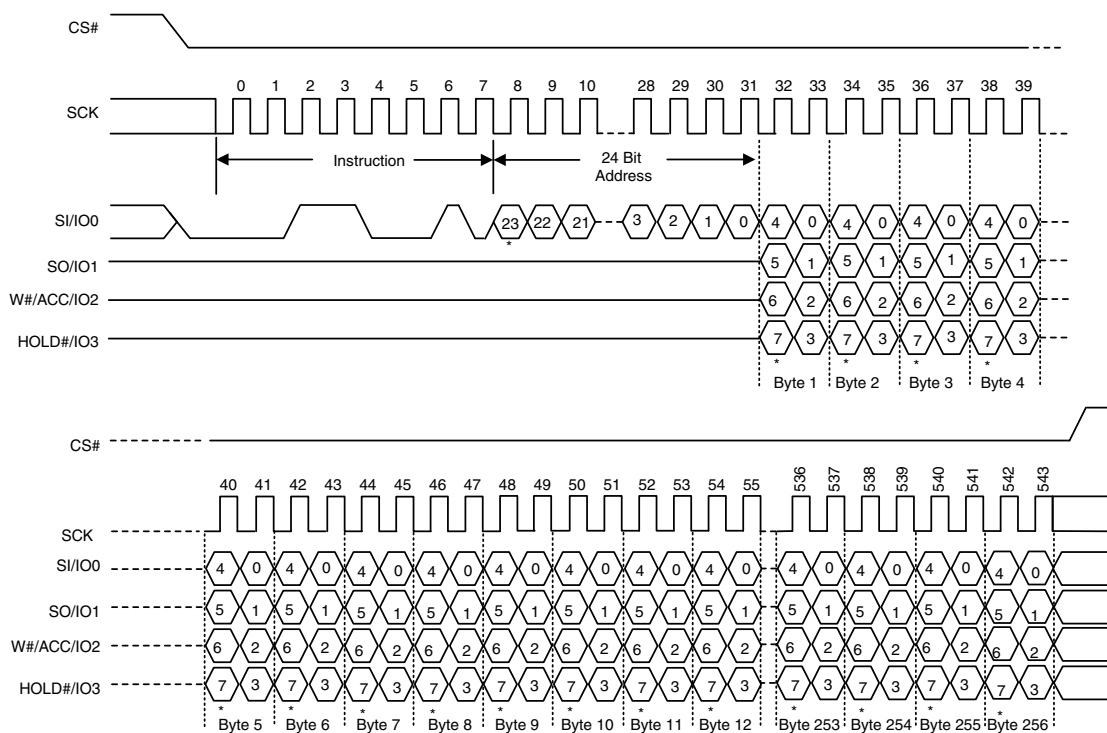 CS#
0 1 2 3 4 5 6 7 8 9 10 28 29 30 31 32 33 34 35 36 37 38 39
SCK
Instruction
24 Bit
Address
SI/IO0
23 22 21 3 2 1 0 4 0 4 0 4 0 4 0
*
SO/IO1
5 1 5 1 5 1 5 1
W#/ACC/IO2
6 2 6 2 6 2 6 2
HOLD#/IO3
7 3 7 3 7 3 7 3
* * * *
Byte 1 Byte 2 Byte 3 Byte 4
CS#
40 41 42 43 44 45 46 47 48 49 50 51 52 53 54 55 536 537 538 539 540 541 542 543
SCK
SI/IO0
4 0 4 0 4 0 4 0 4 0 4 0 4 0 4 0 4 0 4 0 4 0 4 0
SO/IO1
5 1 5 1 5 1 5 1 5 1 5 1 5 1 5 1 5 1 5 1 5 1 5 1
W#/ACC/IO2
6 2 6 2 6 2 6 2 6 2 6 2 6 2 6 2 6 2 6 2 6 2 6 2
HOLD#/IO3
7 3 7 3 7 3 7 3 7 3 7 3 7 3 7 3 7 3 7 3 7 3 7 3
* * * * * * * * * * * *
Byte 5 Byte 6 Byte 7 Byte 8 Byte 9 Byte 10 Byte 11 Byte 12 Byte 253 Byte 254 Byte 255 Byte 256